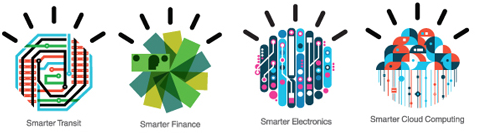 Smarter Transit
Smarter Finance
Smarter Electronics
Smarter Cloud Computing